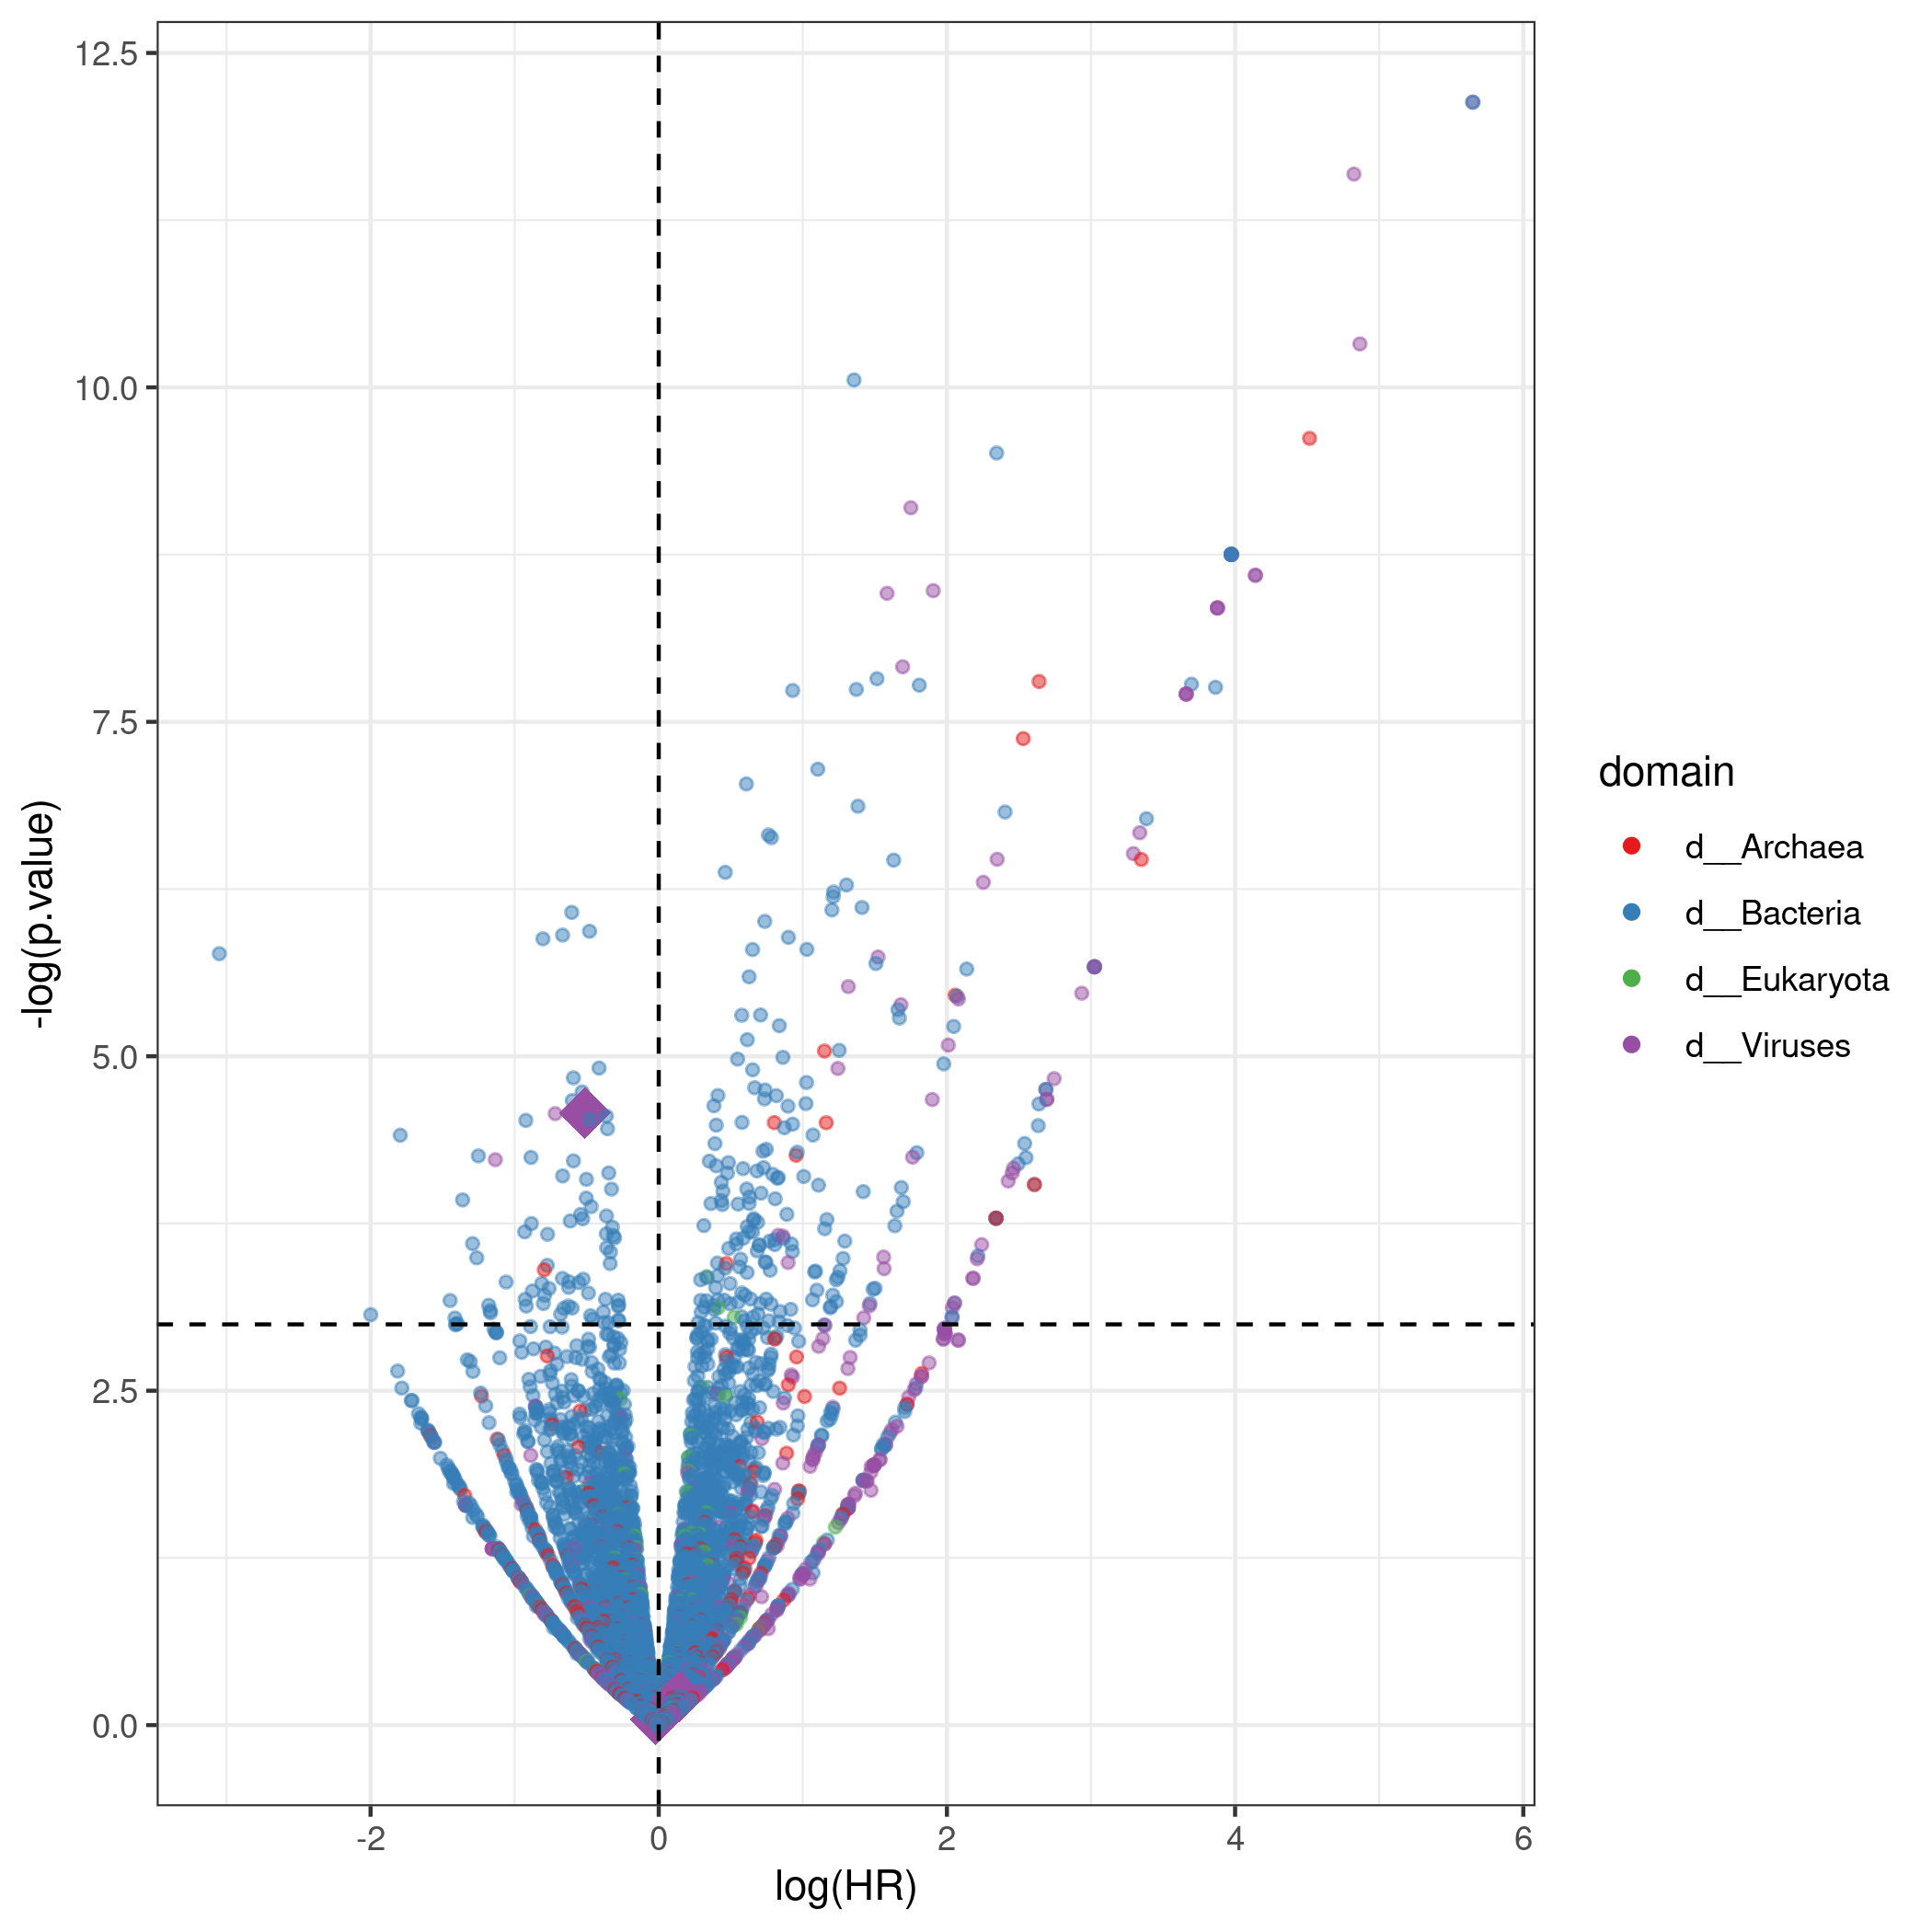 12.5
10.0
7.5
5.0
2.5
0.0
-log(p.value)
-2
0
2
4
6
log(HR)
domain
d__Archaea
d__Bacteria
d__Eukaryota
d__Viruses